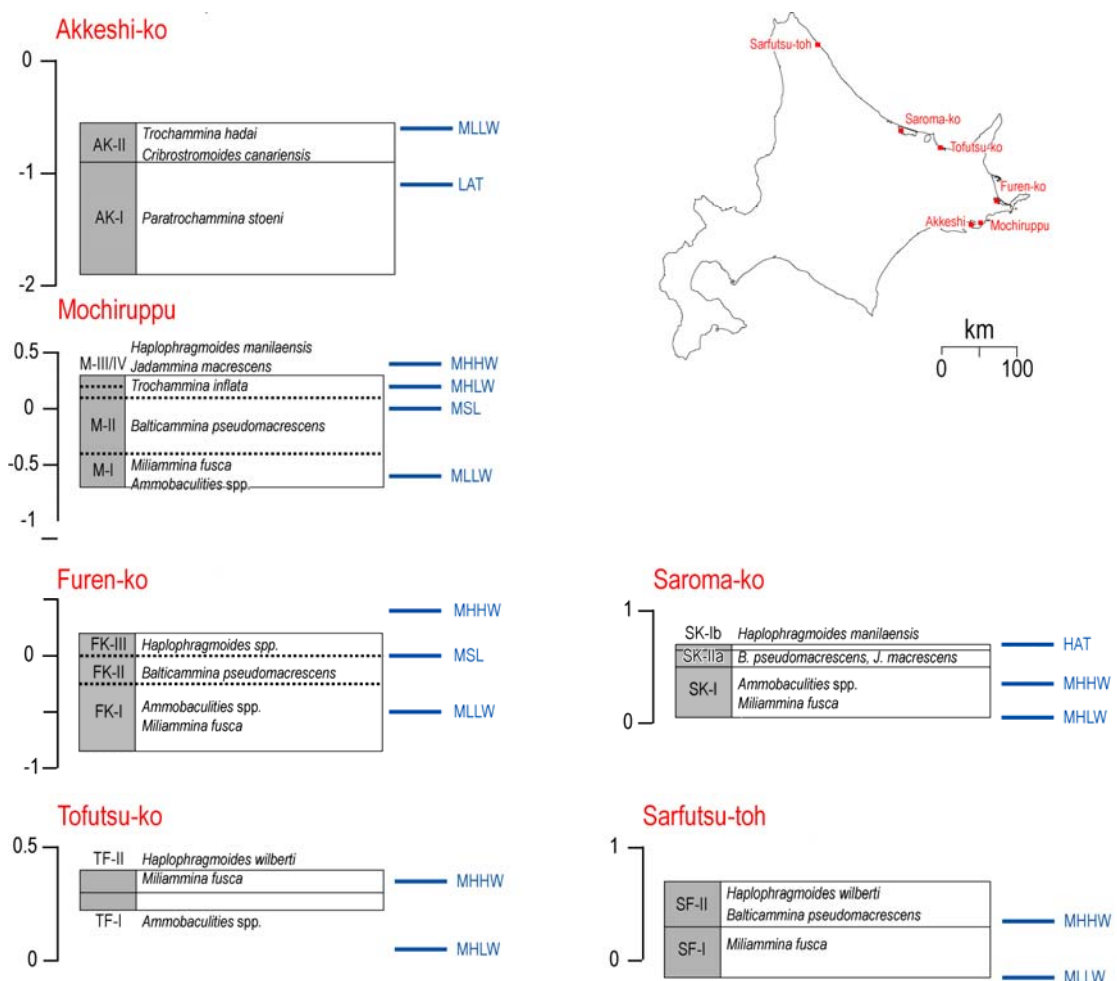 Akkeshi-ko
0
-1
-2
AK-II
Trochammina hadai
Cribrostromoides canariensis
AK-I
Paratrochammina stoeni
MLLW
LAT
Sarfutsu-toh
Saroma-ko
Tofutsu-ko
Furen-ko
Akkeshi
Mochiruppu
km
0 100
Mochiruppu
0.5
0
-0.5
-1
M-III/IV
Haplophragmoides manilaensis
Jadammina macrescens
Trochammina inflata
M-II
Balticammina pseudomacrescens
M-I
Miliammina fusca
Ammobaculities spp.
MHHW
MHLW
MSL
MLLW
Furen-ko
0
-1
FK-III
Haplophragmoides spp.
FK-II
Balticammina pseudomacrescens
FK-I
Ammobaculities spp.
Miliammina fusca
MHHW
MSL
MLLW
Saroma-ko
1
0
SK-Ib
Haplophragmoides manilaensis
SK-IIa
B. pseudomacrescens, J. macrescens
SK-I
Ammobaculities spp.
Miliammina fusca
HAT
MHHW
MHLW
Tofutsu-ko
0.5
0
TF-II
Haplophragmoides wilberti
Miliammina fusca
TF-I
Ammobaculities spp.
MHHW
MHLW
Sarfutsu-toh
1
0
SF-II
Haplophragmoides wilberti
Balticammina pseudomacrescens
SF-I
Miliammina fusca
MHHW
MLLW